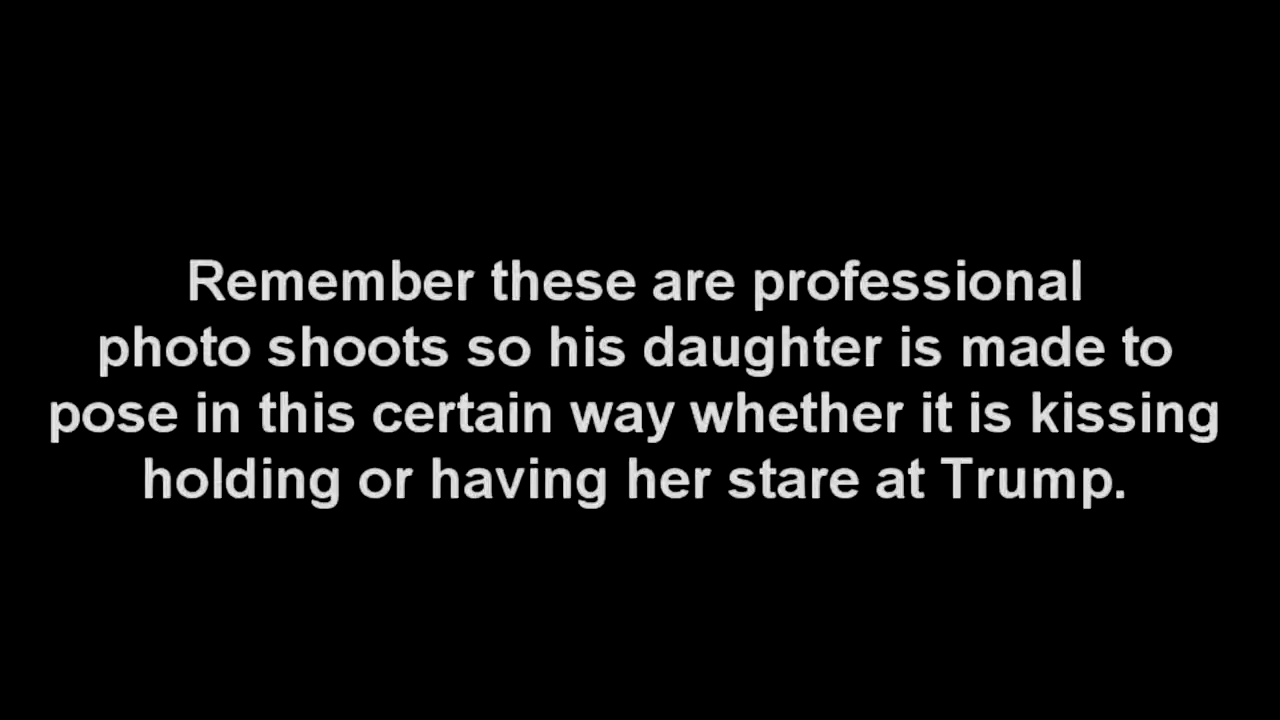 Remember these are professional
photo shoots so his daughter is made to
pose in this certain way whether it is kissing
holding or having her stare at Trump.